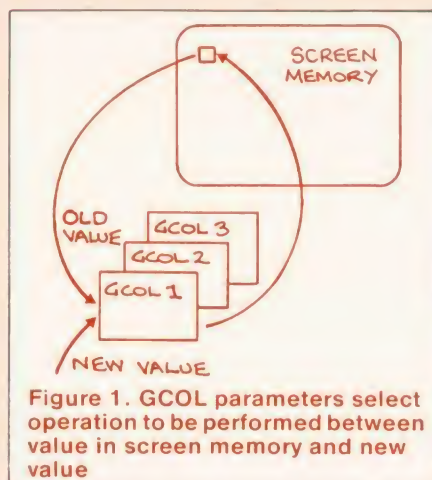 SCREEN
MEMORY
OLD
VALUE
GCOL 3
GCOL 2
GCOL 1
NEW VALUE
Figure 1. GCOL parameters select
operation to be performed between
value in screen memory and new
value